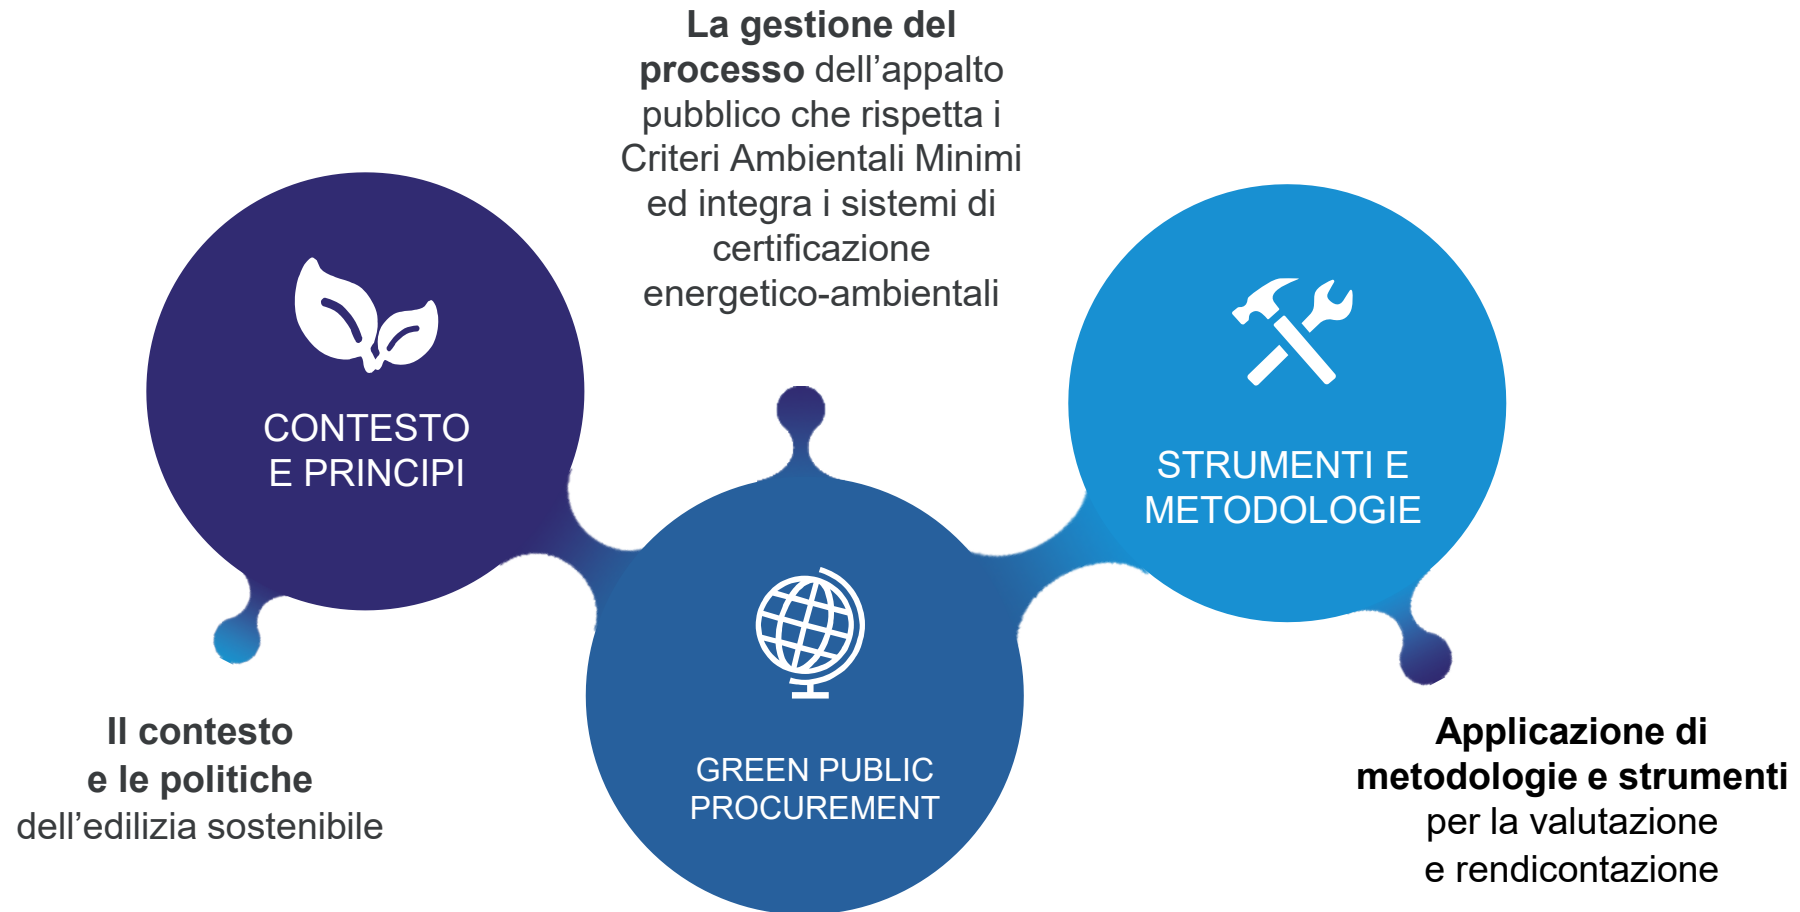 La gestione del
processo dell’appalto
pubblico che rispetta i
Criteri Ambientali Minimi
ed integra i sistemi di
certificazione
energetico-ambientali
CONTESTO
E PRINCIPI
STRUMENTI E
METODOLOGIE
GREEN PUBLIC
PROCUREMENT
Il contesto
e le politiche
dell’edilizia sostenibile
Applicazione di
metodologie e strumenti
per la valutazione
e rendicontazione